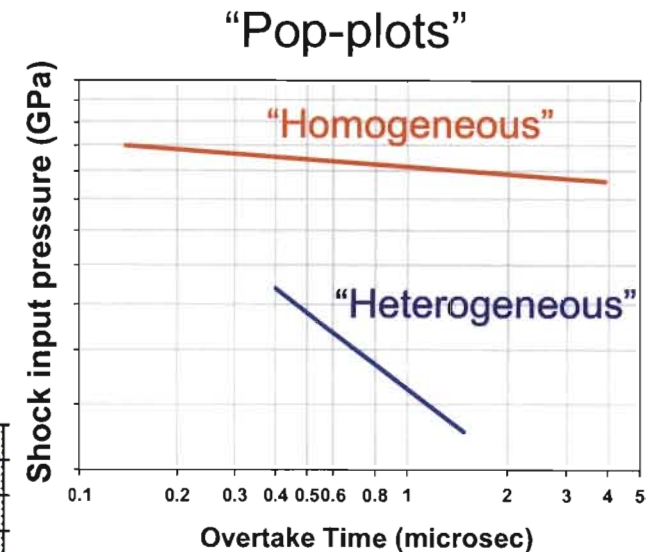 “Pop-plots”
Shock input pressure (GPa)
“Homogeneous”
“Heterogeneous”
0.1 0.2 0.3 0.4 0.5 0.6 0.8 1 2 3 4 5
Overtake Time (microsec)